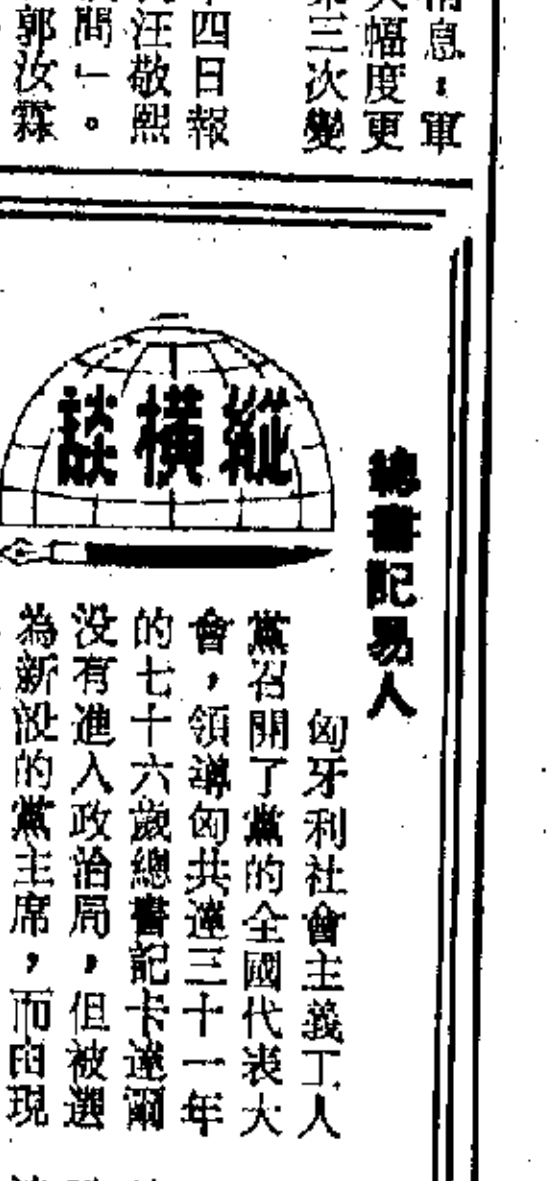 息：軍
幅度更
第三次變
四日報
汪敬熙
間」。
郭汝霖
縱橫談
總書記易人
匈牙利社會主義工人
黨召開了黨的全國代表大
會，領導匈共達三十一年
的七十六歲總書記卡達爾
没有進入政治局，但被選
為新設的黨主席，而由現